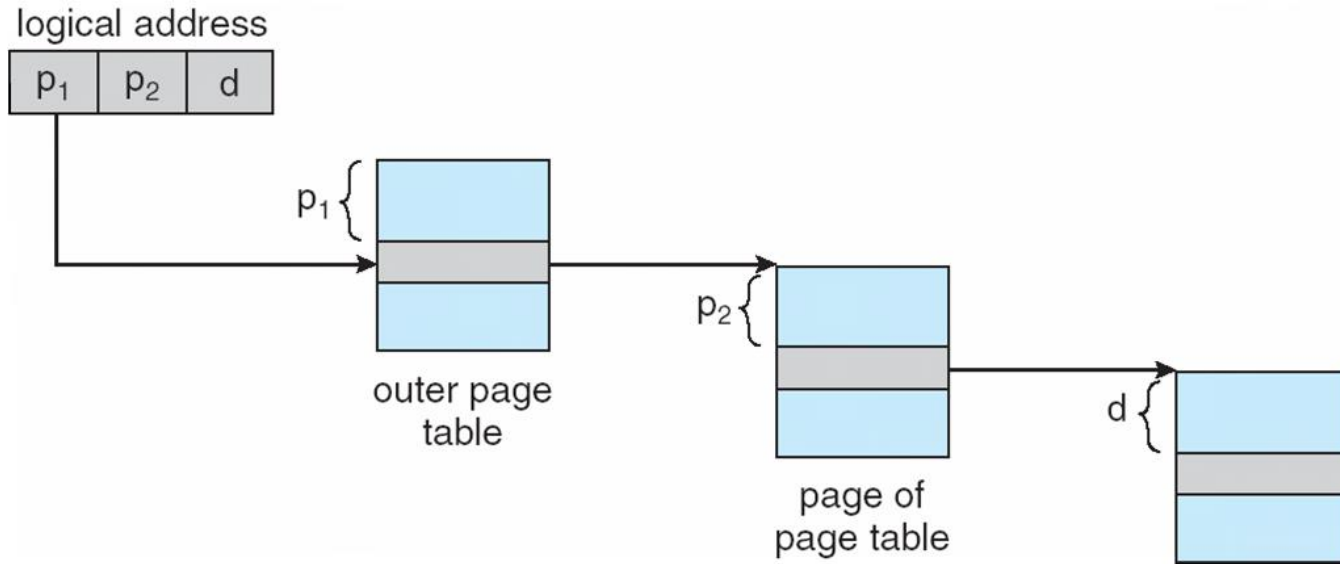 logical address
p₁ p₂ d
p₁
outer page
table
p₂
page of
page table
d